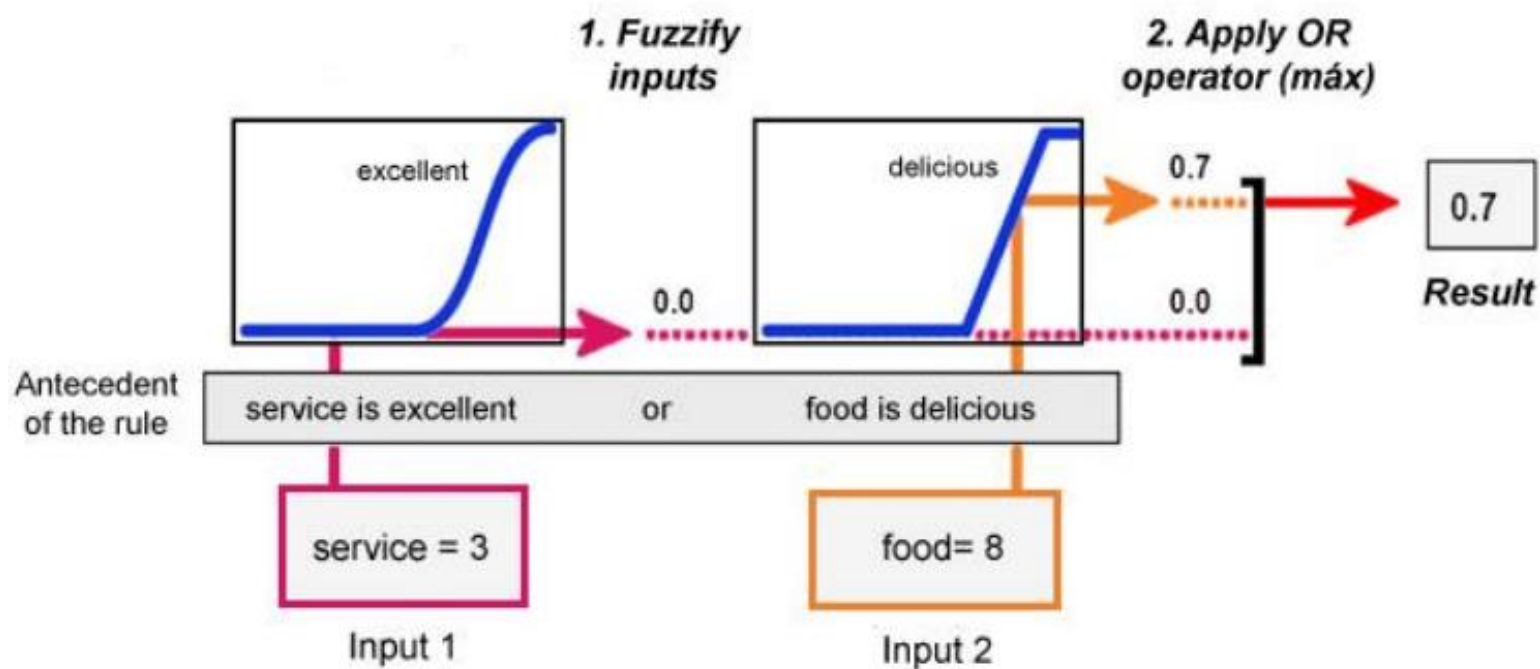 1. Fuzzify
inputs
2. Apply OR
operator (máx)
excellent
delicious
0.7
0.7
0.0
0.0
Result
Antecedent
of the rule
service is excellent or food is delicious
service = 3
food= 8
Input 1
Input 2